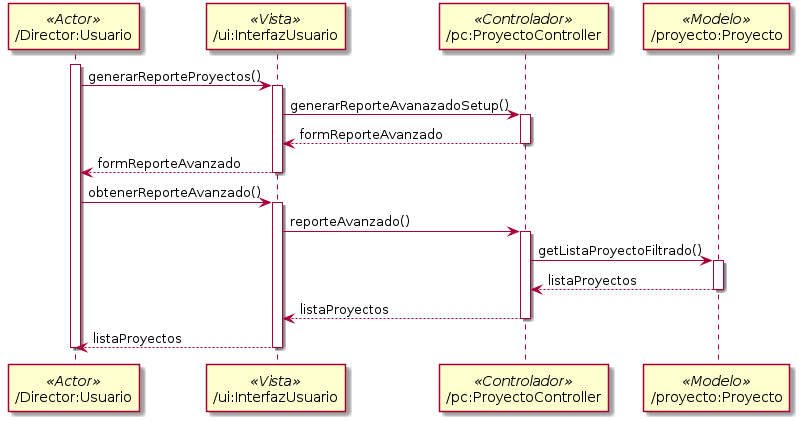 «Actor»
/Director:Usuario
«Vista»
/ui:InterfazUsuario
«Controlador»
/pc:ProyectoController
«Modelo»
/proyecto:Proyecto
generarReporteProyectos()
generarReporteAvanazadoSetup()
formReporteAvanzado
formReporteAvanzado
obtenerReporteAvanzado()
reporteAvanzado()
getListaProyectoFiltrado()
listaProyectos
listaProyectos
listaProyectos
«Actor»
/Director:Usuario
«Vista»
/ui:InterfazUsuario
«Controlador»
/pc:ProyectoController
«Modelo»
/proyecto:Proyecto